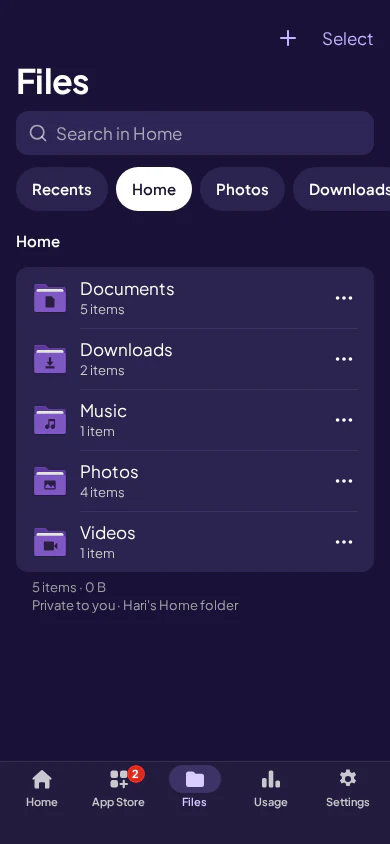 Select
Files
Search in Home
Recents Home Photos Downloads
Home
Documents
5 items
Downloads
2 items
Music
1 item
Photos
4 items
Videos
1 item
5 items · 0 B
Private to you · Hari's Home folder
2
Home App Store Files Usage Settings